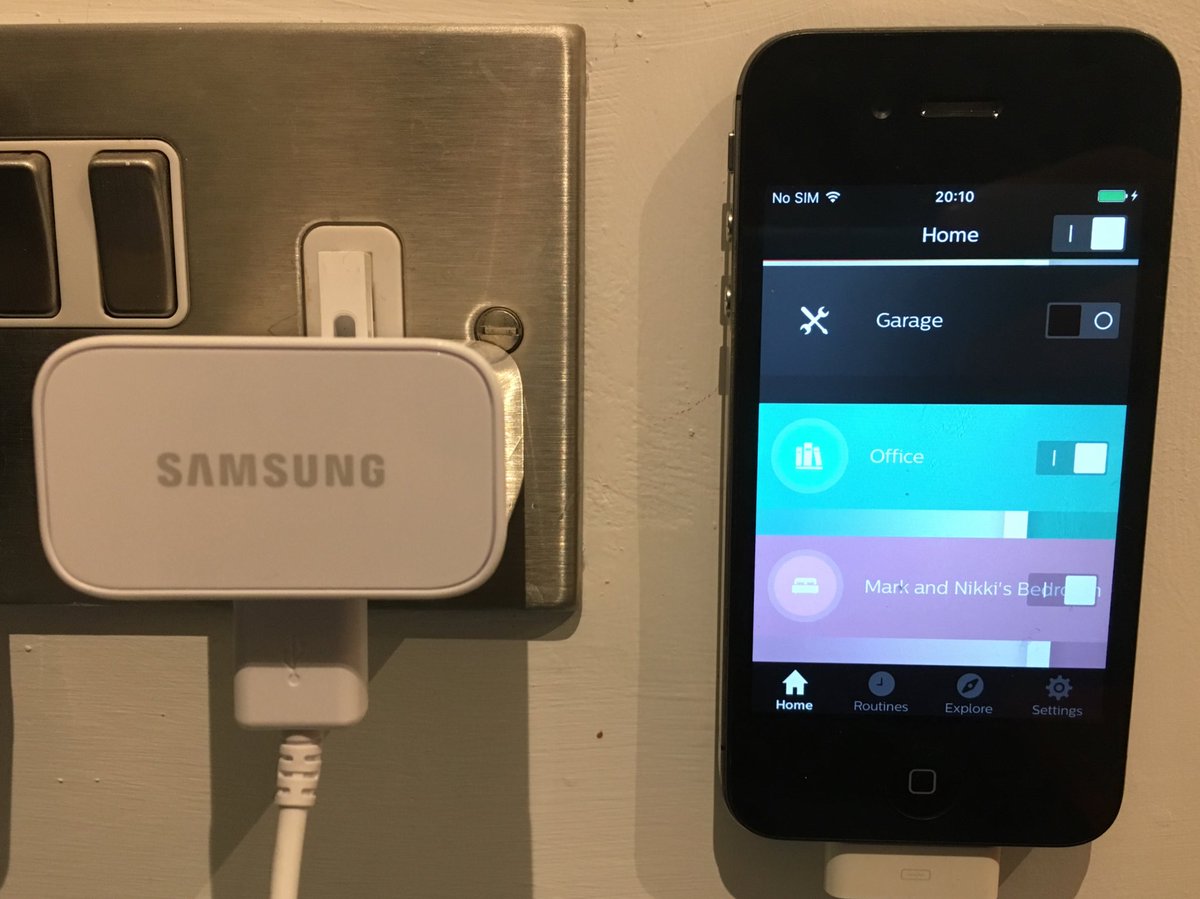 SAMSUNG
No SIM 20:10
Home
Garage
Office
Mark and Nikki's Bedroom
Home Routines Explore Settings